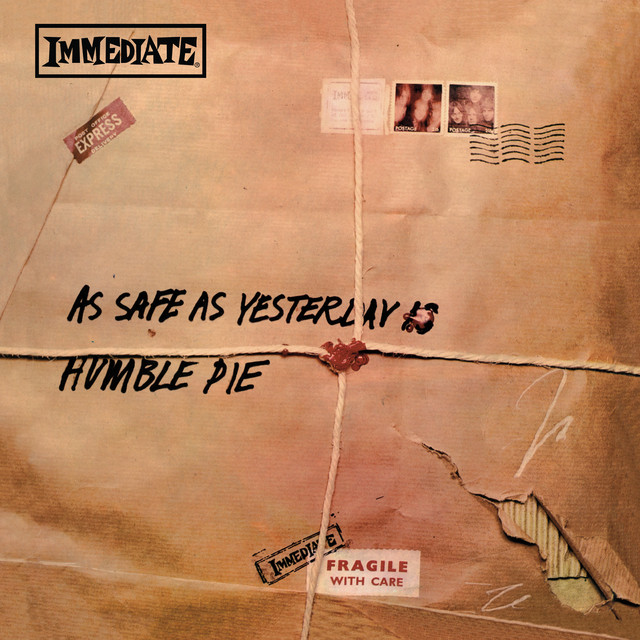 IMMEDIATE®
POSTAGE
POSTAGE
EXPRESS
AS SAFE AS YESTERDAY IS
HUMBLE PIE
IMMEDIATE
FRAGILE
WITH CARE